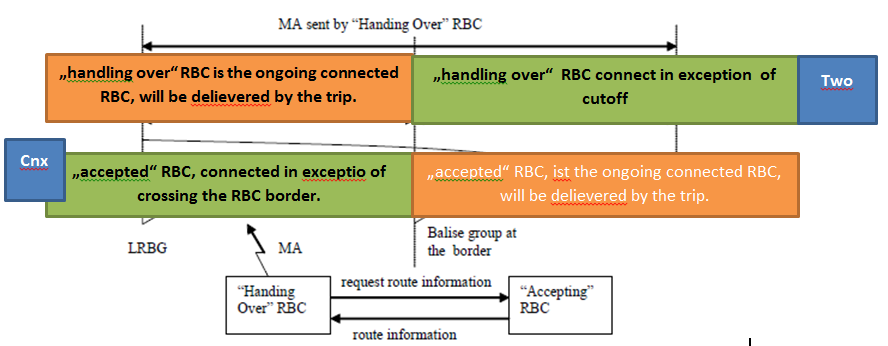 MA sent by “Handing Over” RBC
„handling over“ RBC is the ongoing connected
RBC, will be delievered by the trip.
„handling over“ RBC connect in exception of
cutoff
Two
Cnx
„accepted“ RBC, connected in exceptio of
crossing the RBC border.
„accepted“ RBC, ist the ongoing connected RBC,
will be delievered by the trip.
LRBG
MA
Balise group at
the border
“Handing
Over” RBC
request route information
“Accepting”
RBC
route information